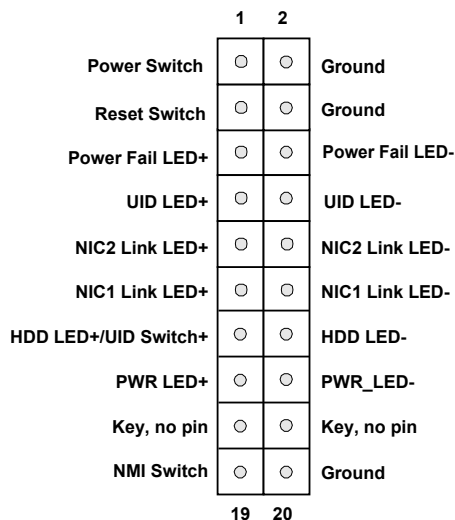 1 2
Power Switch Ground
Reset Switch Ground
Power Fail LED+ Power Fail LED-
UID LED+ UID LED-
NIC2 Link LED+ NIC2 Link LED-
NIC1 Link LED+ NIC1 Link LED-
HDD LED+/UID Switch+ HDD LED-
PWR LED+ PWR_LED-
Key, no pin Key, no pin
NMI Switch Ground
19 20